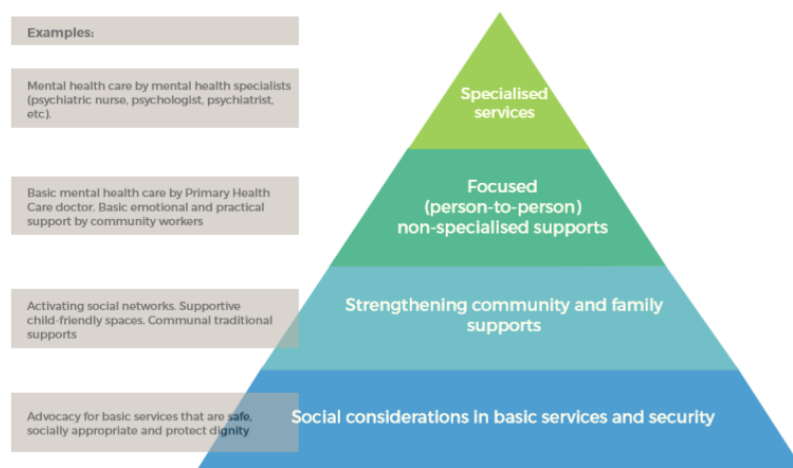 Examples:
Mental health care by mental health specialists
(psychiatric nurse, psychologist, psychiatrist,
etc).
Specialised
services
Basic mental health care by Primary Health
Care doctor. Basic emotional and practical
support by community workers
Focused
(person-to-person)
non-specialised supports
Activating social networks. Supportive
child-friendly spaces. Communal traditional
supports
Strengthening community and family
supports
Advocacy for basic services that are safe,
socially appropriate and protect dignity
Social considerations in basic services and security